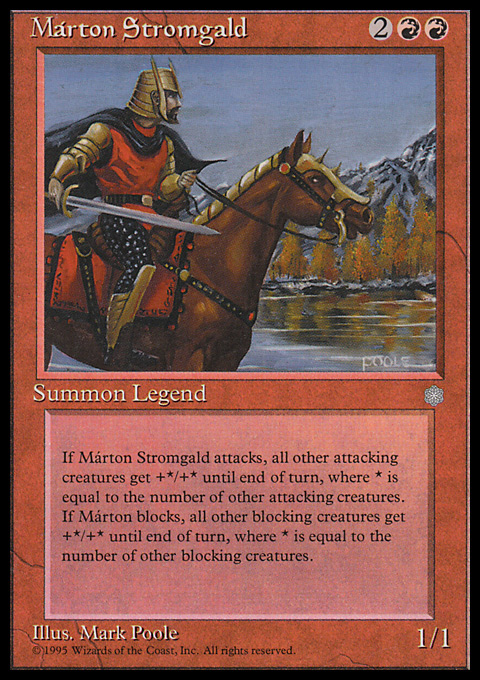 Márton Stromgald 2
POOLE
Summon Legend
If Márton Stromgald attacks, all other attacking
creatures get +*/+* until end of turn, where * is
equal to the number of other attacking creatures.
If Márton blocks, all other blocking creatures get
+*/+* until end of turn, where * is equal to the
number of other blocking creatures.
Illus. Mark Poole
1/1
©1995 Wizards of the Coast, Inc. All rights reserved.